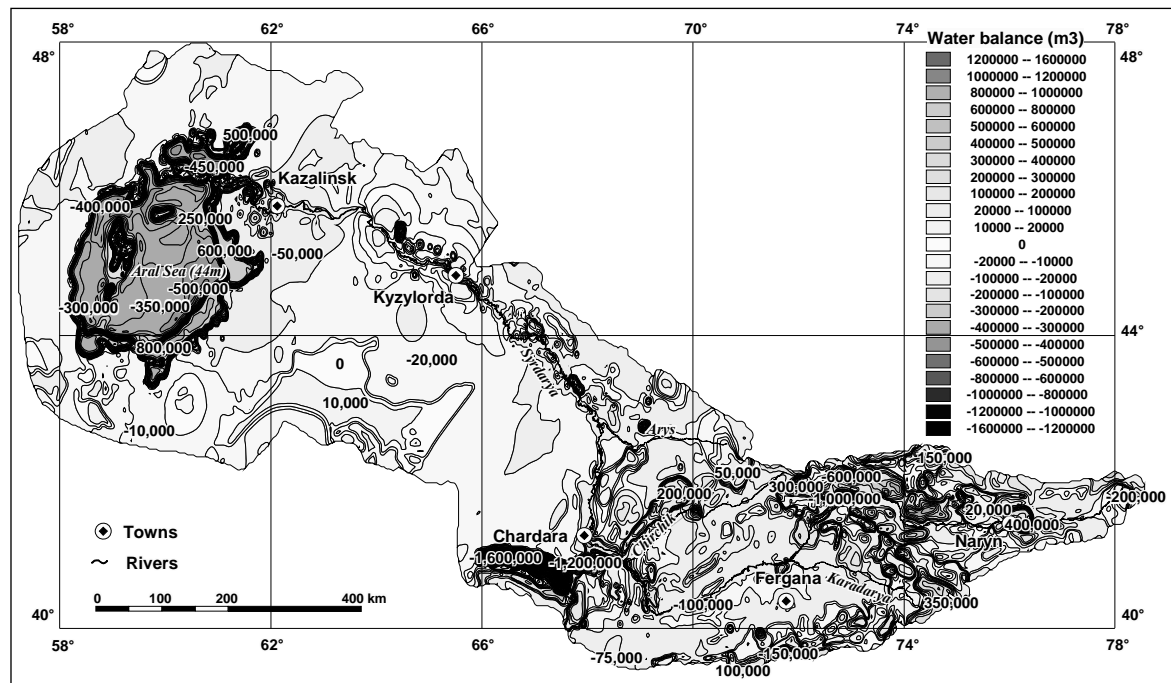 58° 62° 66° 70° 74° 78°
48° 48°
Water balance (m3)
1200000 -- 1600000
1000000 -- 1200000
800000 -- 1000000
600000 -- 800000
500000 -- 600000
400000 -- 500000
300000 -- 400000
200000 -- 300000
100000 -- 200000
20000 -- 100000
10000 -- 20000
0
-20000 -- -10000
-100000 -- -20000
-200000 -- -100000
-300000 -- -200000
-400000 -- -300000
-500000 -- -400000
-600000 -- -500000
-800000 -- -600000
-1000000 -- -800000
-1200000 -- -1000000
-1600000 -- -1200000
500,000
-450,000
Kazalinsk
-400,000
250,000
600,000
-50,000
Aral Sea (44m)
-500,000
-300,000
-350,000
Kyzylorda
800,000
44°
0
-20,000
Syrdarya
10,000
10,000
Arys
-150,000
50,000
-600,000
300,000
200,000
-1,000,000
-200,000
20,000
400,000
Chirchik
Naryn
Towns
Chardara
Rivers
-1,600,000
-1,200,000
Fergana
Karadarya
-100,000
350,000
0 100 200 400 km
40° 40°
-75,000
-150,000
100,000
58° 62° 66° 70° 74° 78°